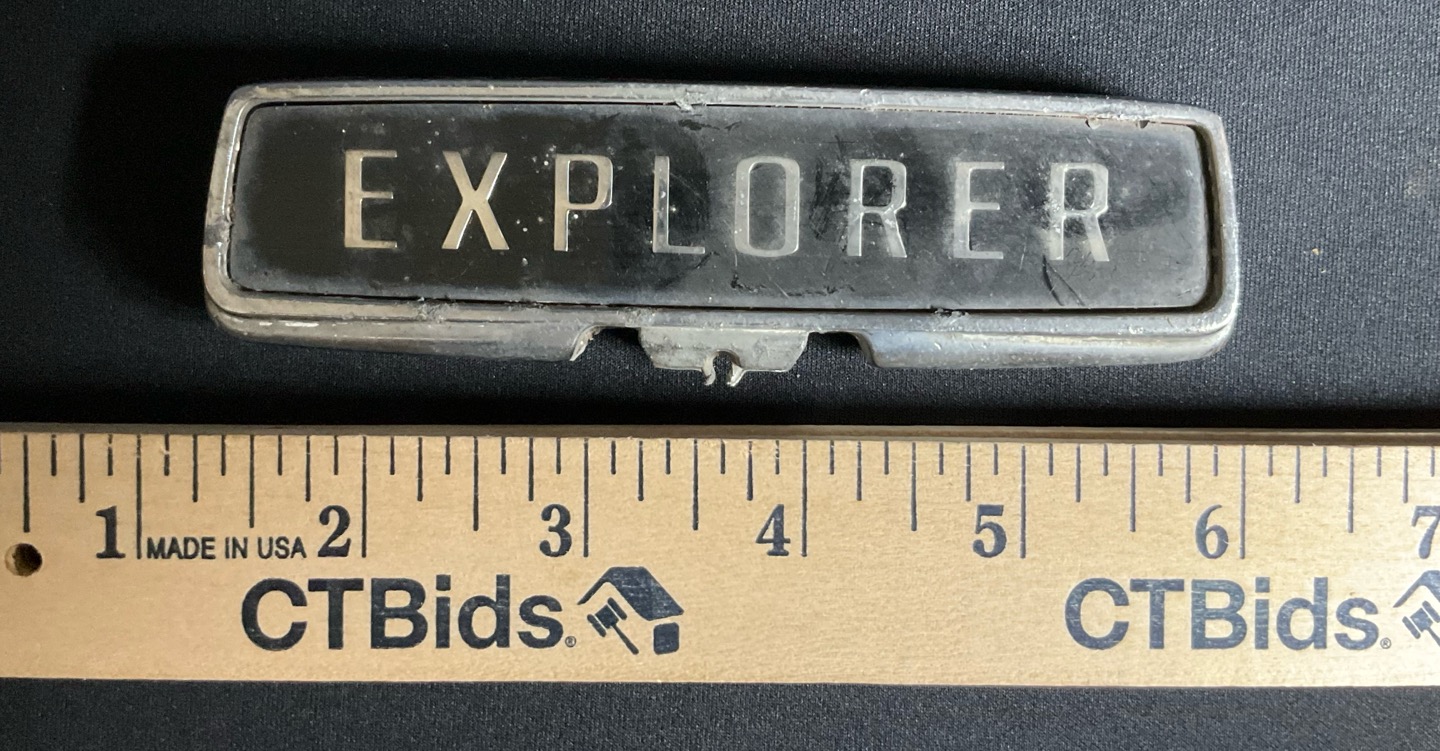 EXPLORER
1 2 3 4 5 6 7
MADE IN USA
CTBids® CTBids®